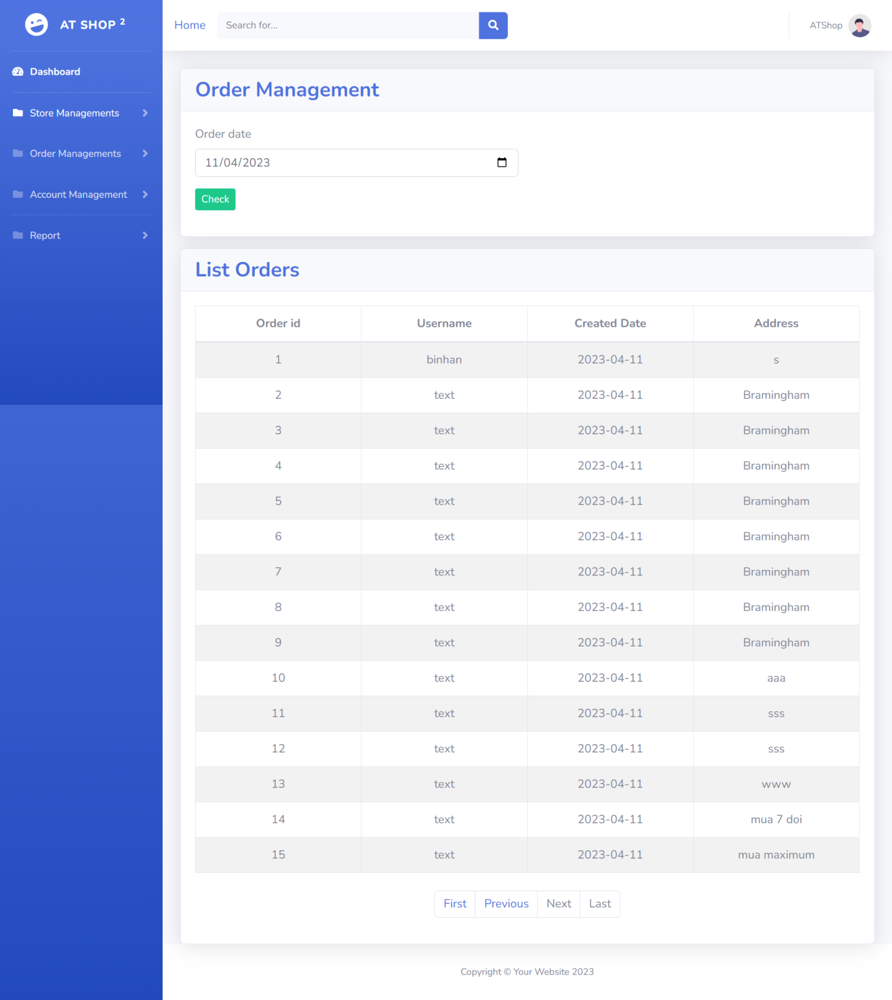 AT SHOP 2
Home
Search for...
ATShop
Dashboard
Store Managements
Order Managements
Account Management
Report
Order Management
Order date
11/04/2023
Check
List Orders
Order id Username Created Date Address
1 binhan 2023-04-11 s
2 text 2023-04-11 Bramingham
3 text 2023-04-11 Bramingham
4 text 2023-04-11 Bramingham
5 text 2023-04-11 Bramingham
6 text 2023-04-11 Bramingham
7 text 2023-04-11 Bramingham
8 text 2023-04-11 Bramingham
9 text 2023-04-11 Bramingham
10 text 2023-04-11 aaa
11 text 2023-04-11 sss
12 text 2023-04-11 sss
13 text 2023-04-11 www
14 text 2023-04-11 mua 7 doi
15 text 2023-04-11 mua maximum
First Previous Next Last
Copyright © Your Website 2023